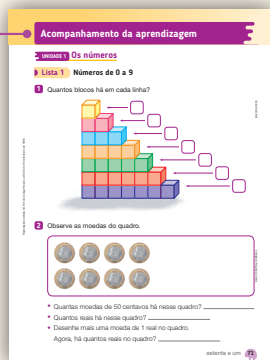 Acompanhamento da aprendizagem
UNIDADE 1 Os números
Lista 1 Números de 0 a 9
1 Quantos blocos há em cada linha?
2 Observe as moedas do quadro.
• Quantas moedas de 50 centavos há nesse quadro?
• Quantos reais há nesse quadro?
• Desenhe mais uma moeda de 1 real no quadro.
Agora, há quantos reais no quadro?
setenta e um 71